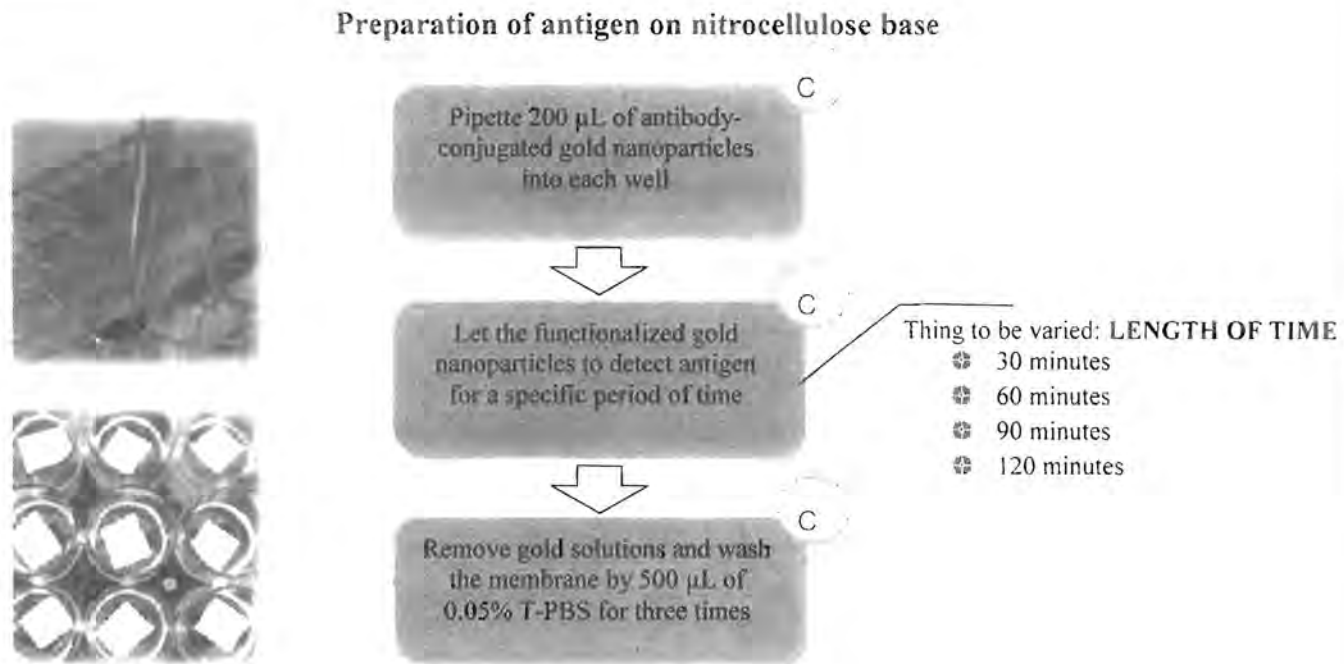 Preparation of antigen on nitrocellulose base
C
Pipette 200 µL of antibody-
conjugated gold nanoparticles
into each well
C
Let the functionalized gold
nanoparticles to detect antigen
for a specific period of time
Thing to be varied: LENGTH OF TIME
30 minutes
60 minutes
90 minutes
120 minutes
C
Remove gold solutions and wash
the membrane by 500 µL of
0.05% T-PBS for three times